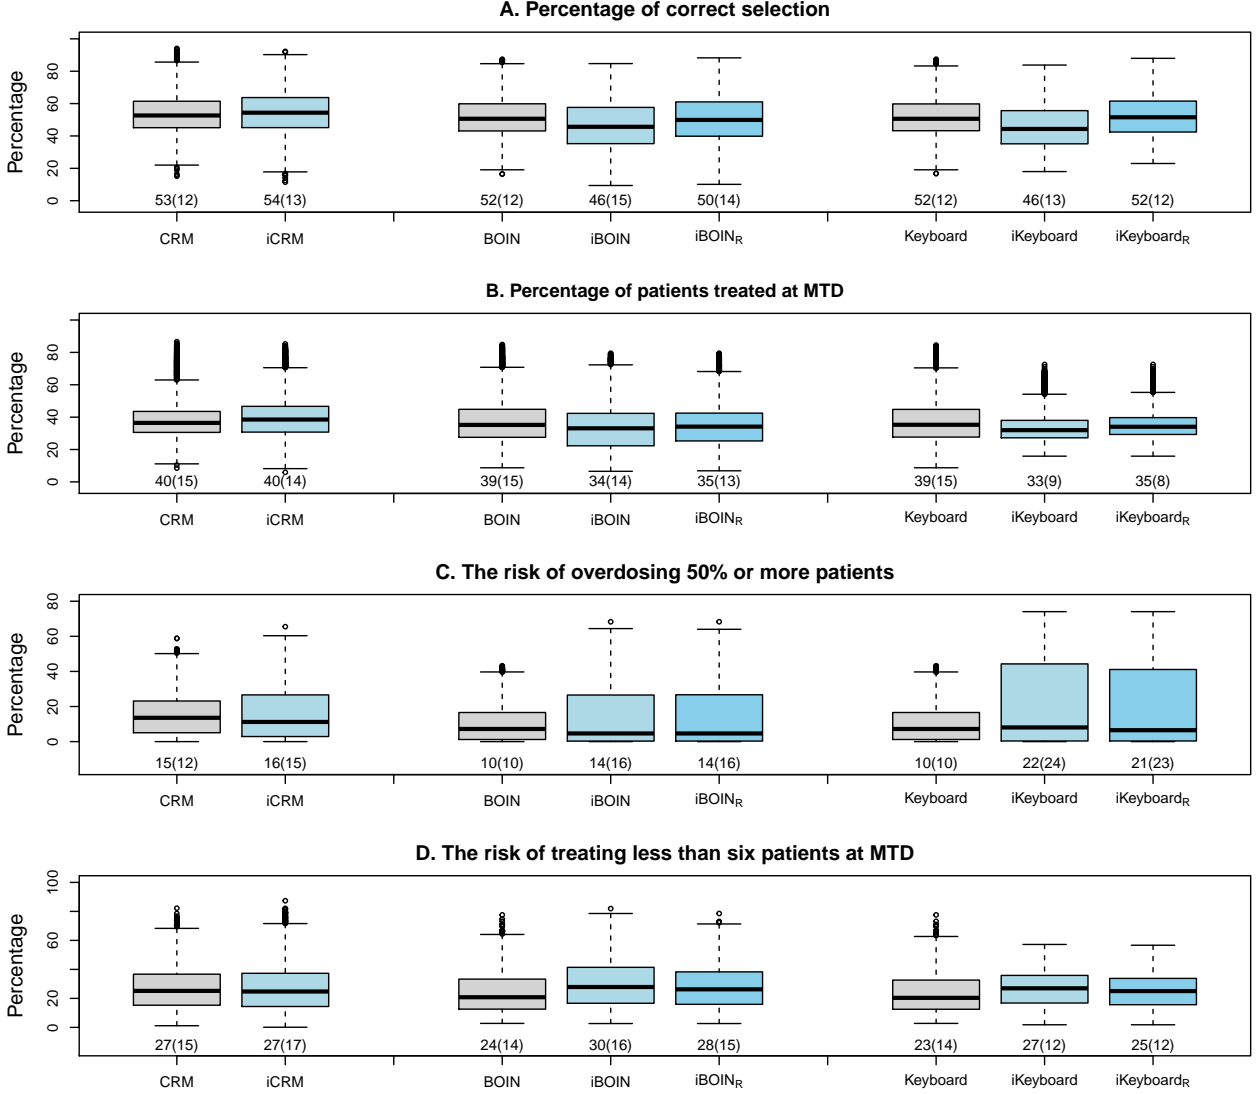 A. Percentage of correct selection
Percentage
0 20 40 60 80
53(12) 54(13) 52(12) 46(15) 50(14) 52(12) 46(13) 52(12)
CRM iCRM BOIN iBOIN iBOINR Keyboard iKeyboard iKeyboardR
B. Percentage of patients treated at MTD
Percentage
0 20 40 60 80
40(15) 40(14) 39(15) 34(14) 35(13) 39(15) 33(9) 35(8)
CRM iCRM BOIN iBOIN iBOINR Keyboard iKeyboard iKeyboardR
C. The risk of overdosing 50% or more patients
Percentage
0 20 40 60 80
15(12) 16(15) 10(10) 14(16) 14(16) 10(10) 22(24) 21(23)
CRM iCRM BOIN iBOIN iBOINR Keyboard iKeyboard iKeyboardR
D. The risk of treating less than six patients at MTD
Percentage
0 20 60 100
27(15) 27(17) 24(14) 30(16) 28(15) 23(14) 27(12) 25(12)
CRM iCRM BOIN iBOIN iBOINR Keyboard iKeyboard iKeyboardR